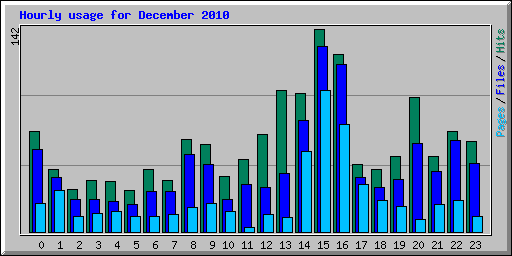 Hourly usage for December 2010
142
Pages/Files/Hits
0 1 2 3 4 5 6 7 8 9 10 11 12 13 14 15 16 17 18 19 20 21 22 23